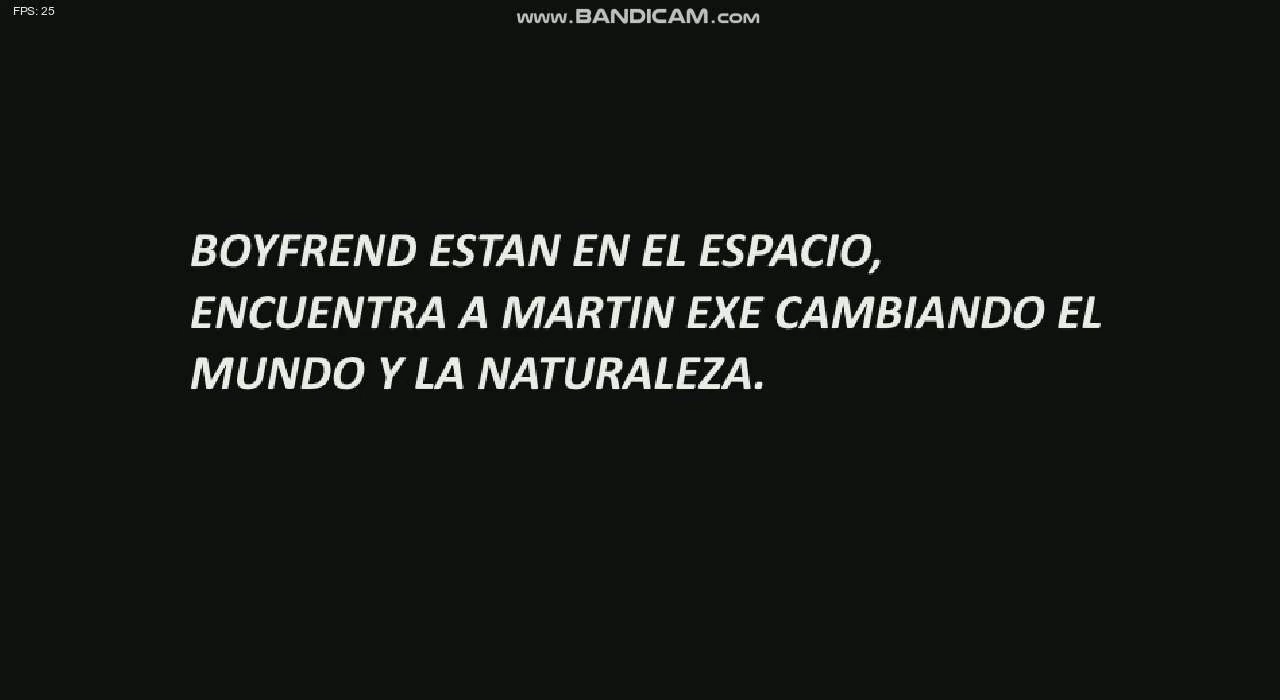 FPS: 25
www.BANDICAM.com
BOYFREND ESTAN EN EL ESPACIO,
ENCUENTRA A MARTIN EXE CAMBIANDO EL
MUNDO Y LA NATURALEZA.